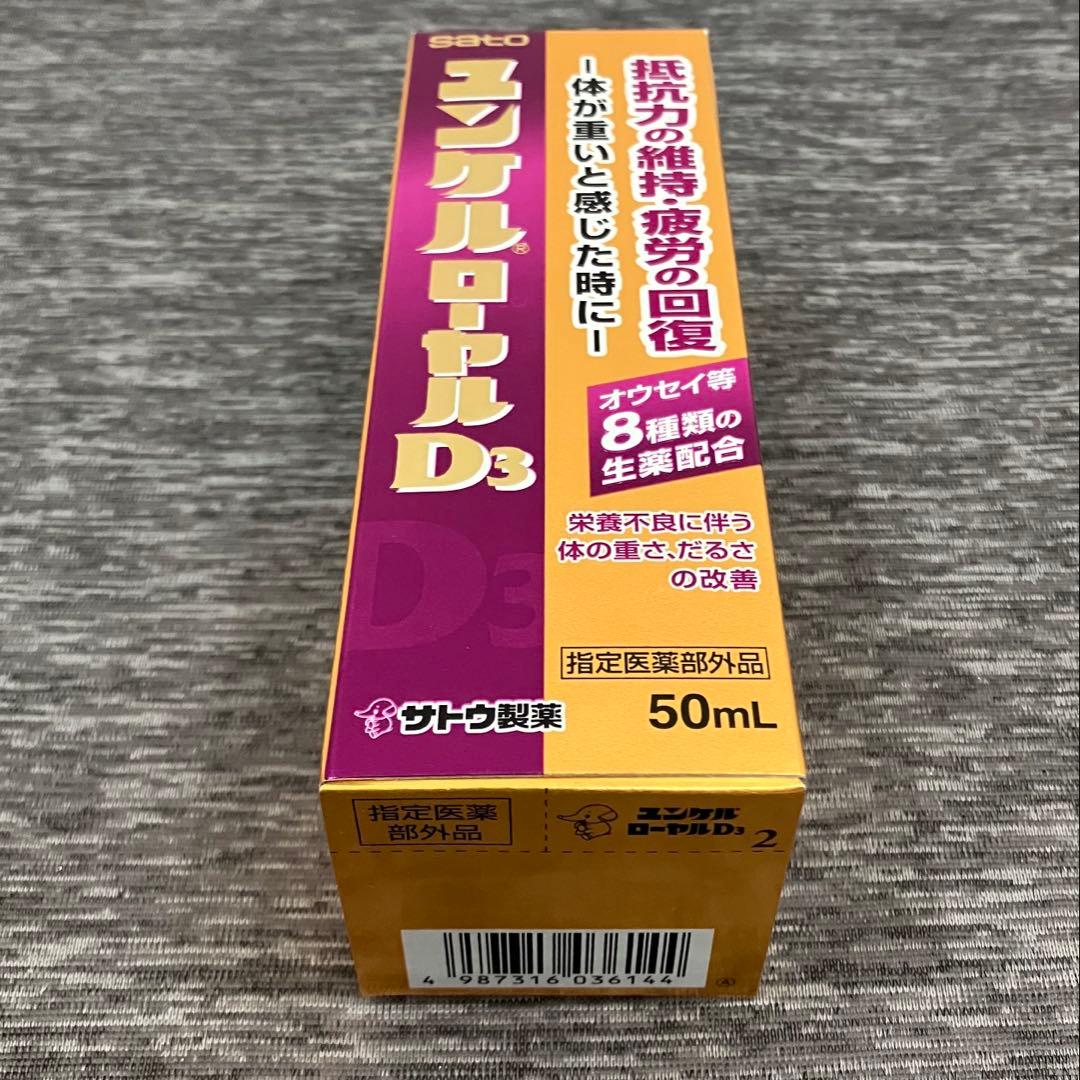 sato
ユンケル®ローヤルD3
抵抗力の維持・疲労の回復
-体が重いと感じた時に-
オウセイ等
8種類の
生薬配合
栄養不良に伴う
体の重さ、だるさ
の改善
指定医薬部外品
50mL
D3
サトウ製薬
指定医薬
部外品
ユンケル
ローヤルD3
2
4 987316 036144
④